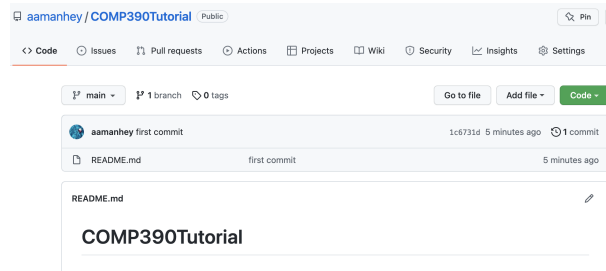 aamanhey / COMP390Tutorial Public Pin
<> Code Issues Pull requests Actions Projects Wiki Security Insights Settings
main 1 branch 0 tags Go to file Add file Code
aamanhey first commit 1c6731d 5 minutes ago 1 commit
README.md first commit 5 minutes ago
README.md
COMP390Tutorial